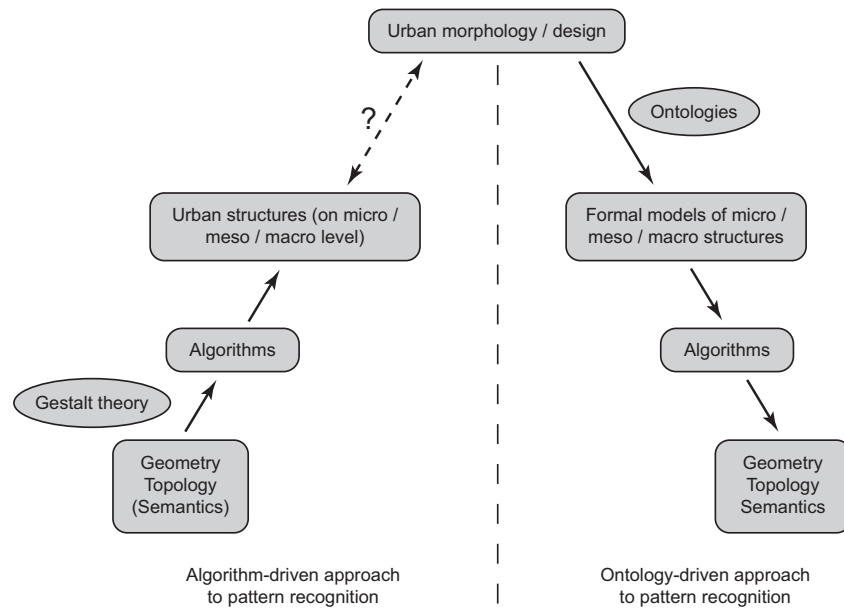 Urban morphology / design
?
Ontologies
Urban structures (on micro /
meso / macro level)
Formal models of micro /
meso / macro structures
Algorithms
Algorithms
Gestalt theory
Geometry
Topology
(Semantics)
Geometry
Topology
Semantics
Algorithm-driven approach
to pattern recognition
Ontology-driven approach
to pattern recognition